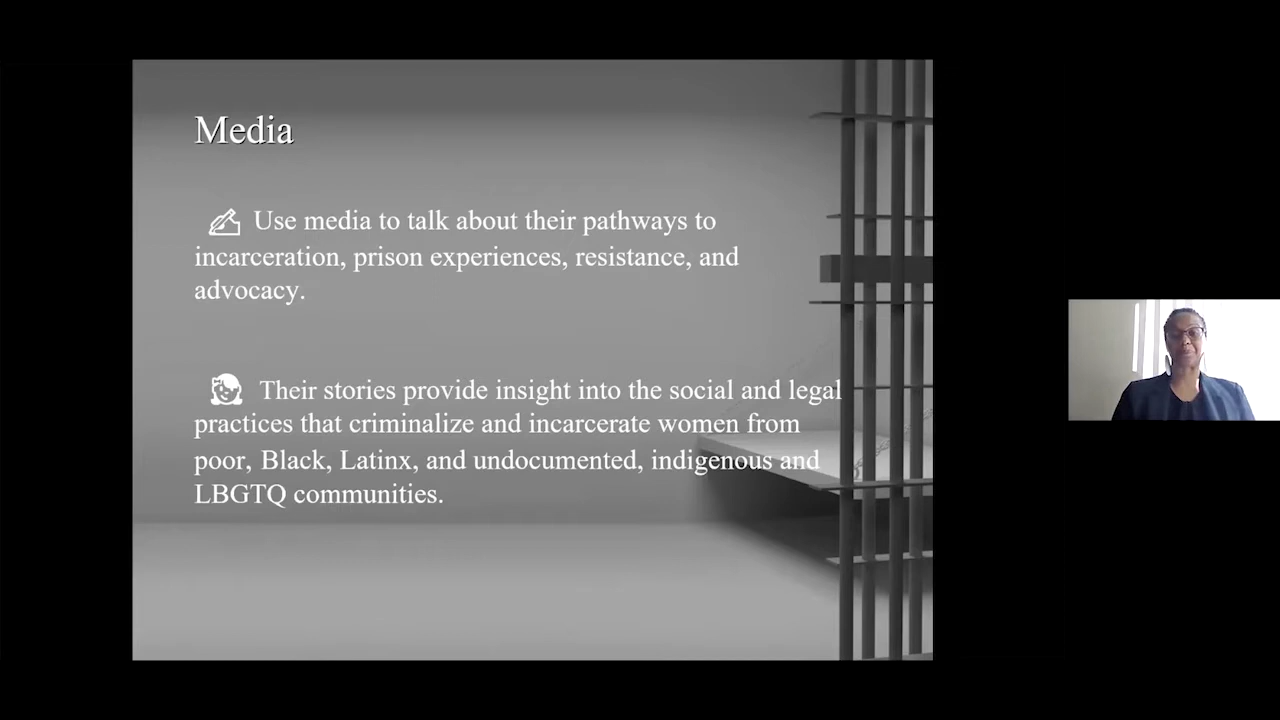 Media
Use media to talk about their pathways to
incarceration, prison experiences, resistance, and
advocacy.
Their stories provide insight into the social and legal
practices that criminalize and incarcerate women from
poor, Black, Latinx, and undocumented, indigenous and
LBGTQ communities.